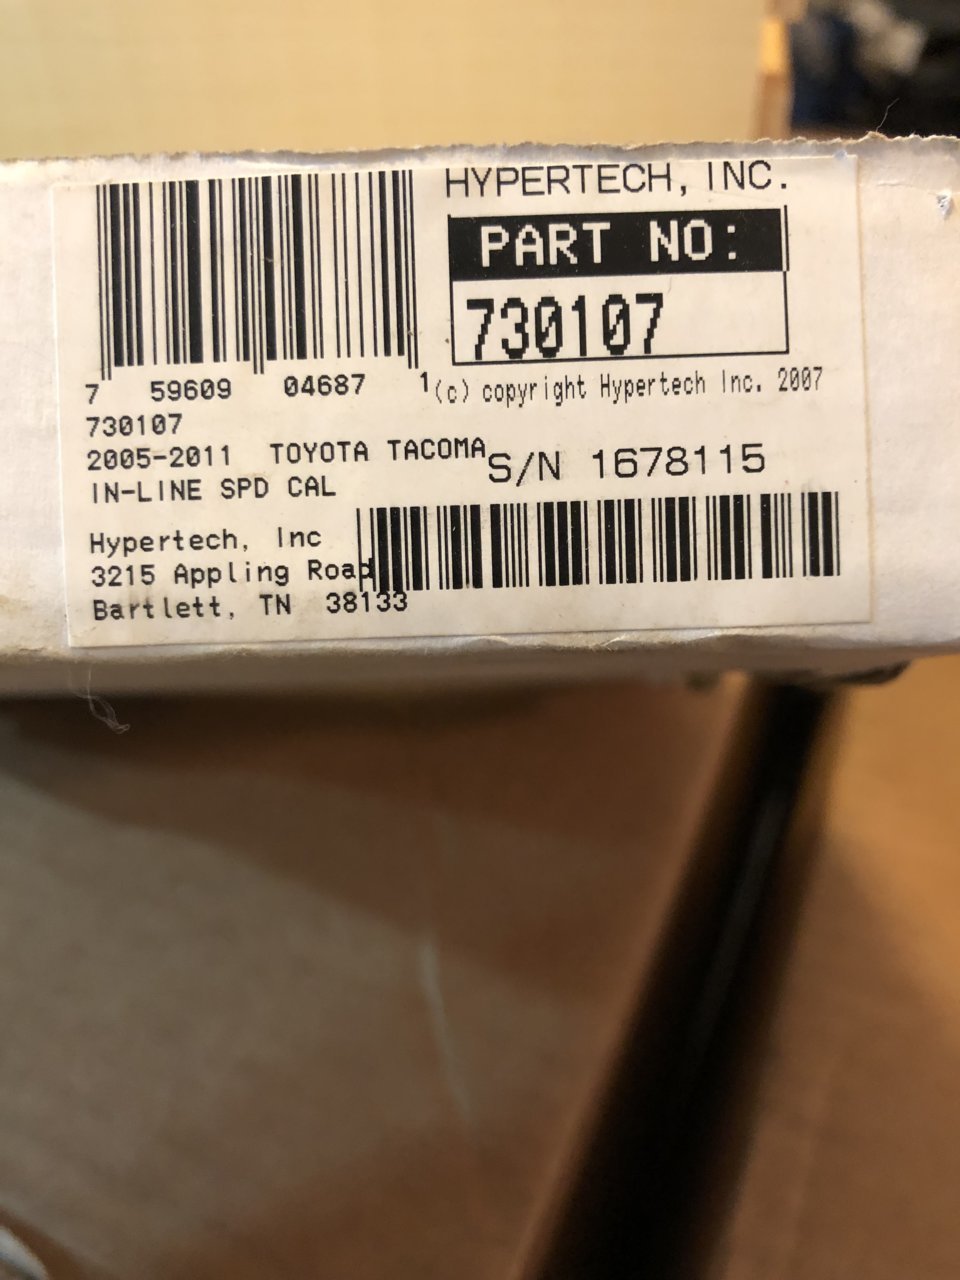 HYPERTECH, INC.
PART NO:
730107
7 59609 04687 1
(c) copyright Hypertech Inc. 2007
730107
2005-2011 TOYOTA TACOMA
S/N 1678115
IN-LINE SPD CAL
Hypertech, Inc
3215 Appling Road
Bartlett, TN 38133